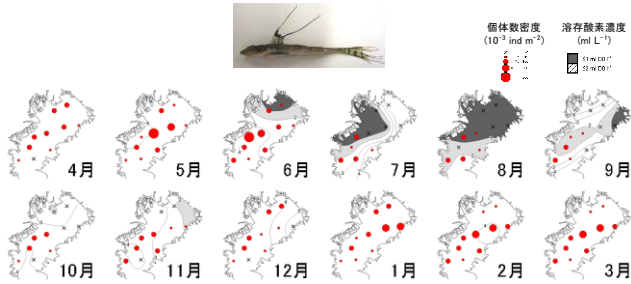 個体数密度
(10⁻³ ind m⁻²)
溶存酸素濃度
(ml L⁻¹)
4月
5月
6月
7月
8月
9月
10月
11月
12月
1月
2月
3月